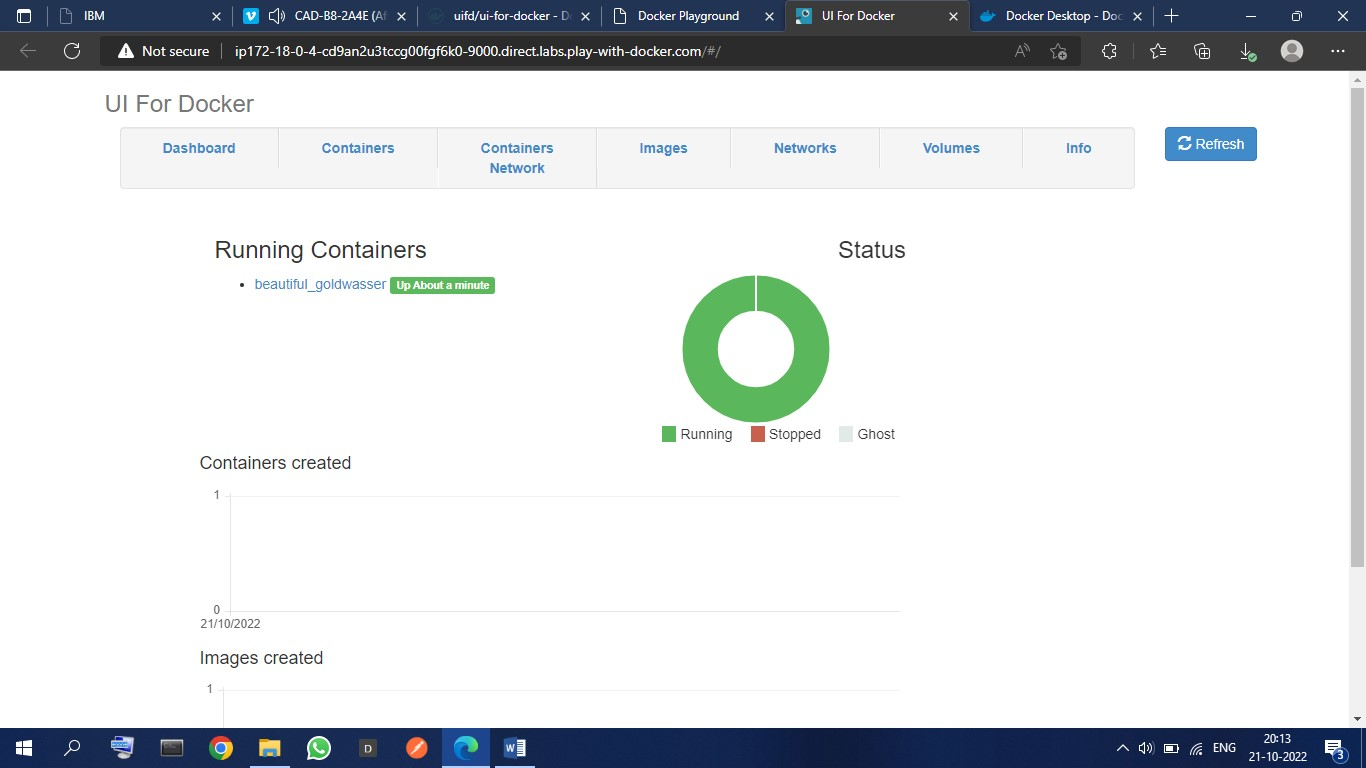 IBM
CAD-B8-2A4E (Af
uifd/ui-for-docker - D
Docker Playground
UI For Docker
Docker Desktop - Doc
Not secure
ip172-18-0-4-cd9an2u3tccg00fgf6k0-9000.direct.labs.play-with-docker.com/#/
UI For Docker
Dashboard
Containers
Containers
Network
Images
Networks
Volumes
Info
Refresh
Running Containers
beautiful_goldwasser Up About a minute
Status
Running
Stopped
Ghost
Containers created
1
0
21/10/2022
Images created
1
ENG
20:13
21-10-2022
3